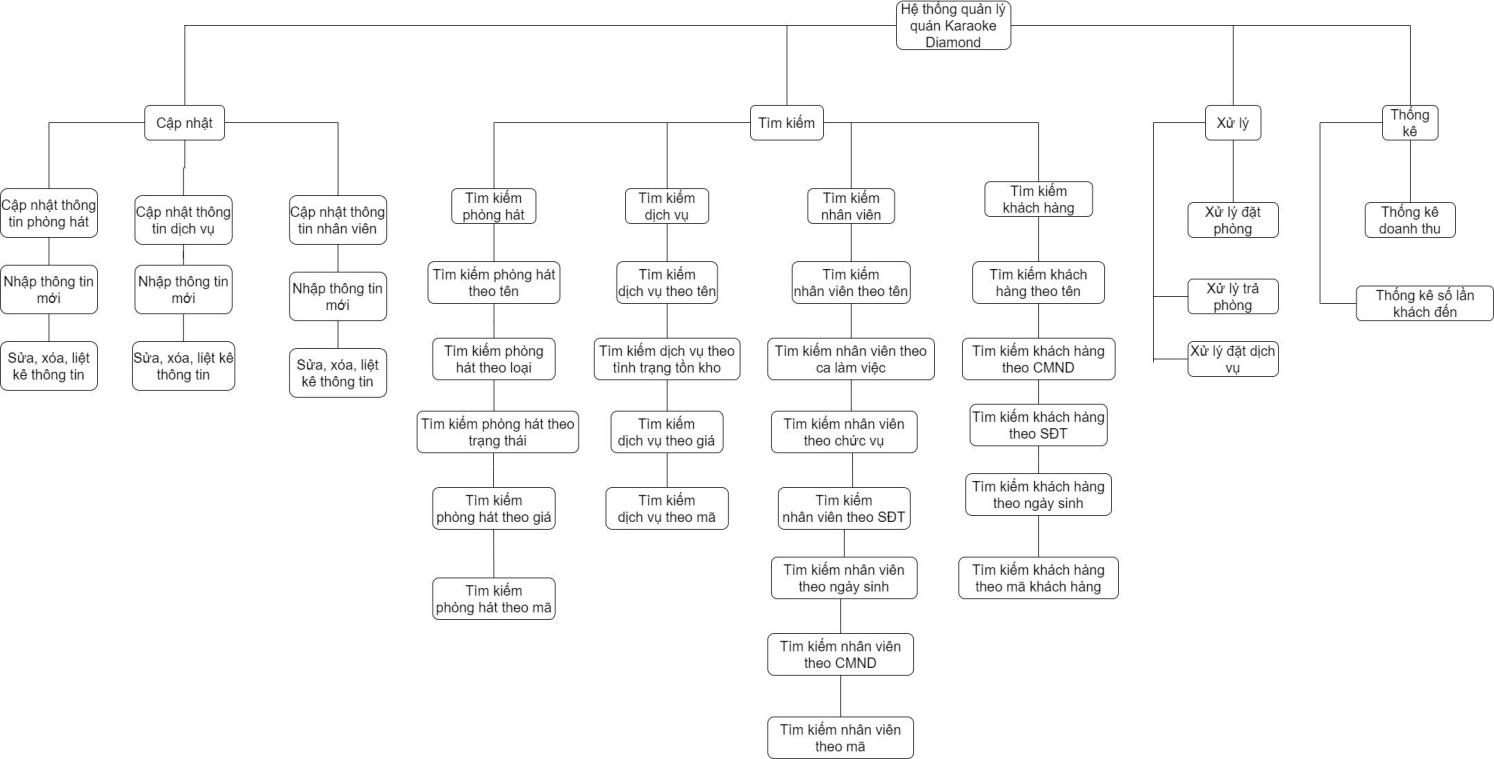 Hệ thống quản lý
quán Karaoke
Diamond
Cập nhật
Tìm kiếm
Xử lý
Thống
kê
Cập nhật thông
tin phòng hát
Cập nhật thông
tin dịch vụ
Cập nhật thông
tin nhân viên
Nhập thông tin
mới
Nhập thông tin
mới
Nhập thông tin
mới
Sửa, xóa, liệt
kê thông tin
Sửa, xóa, liệt kê
thông tin
Sửa, xóa, liệt
kê thông tin
Tìm kiếm
phòng hát
Tìm kiếm phòng hát
theo tên
Tìm kiếm phòng
hát theo loại
Tìm kiếm phòng hát theo
trạng thái
Tìm kiếm
phòng hát theo giá
Tìm kiếm
phòng hát theo mã
Tìm kiếm
dịch vụ
Tìm kiếm
dịch vụ theo tên
Tìm kiếm dịch vụ theo
tình trạng tồn kho
Tìm kiếm
dịch vụ theo giá
Tìm kiếm
dịch vụ theo mã
Tìm kiếm
nhân viên
Tìm kiếm
nhân viên theo tên
Tìm kiếm nhân viên theo
ca làm việc
Tìm kiếm nhân viên
theo chức vụ
Tìm kiếm
nhân viên theo SĐT
Tìm kiếm nhân viên
theo ngày sinh
Tìm kiếm nhân viên
theo CMND
Tìm kiếm nhân viên
theo mã
Tìm kiếm
khách hàng
Tìm kiếm khách
hàng theo tên
Tìm kiếm khách hàng
theo CMND
Tìm kiếm khách hàng
theo SĐT
Tìm kiếm khách hàng
theo ngày sinh
Tìm kiếm khách hàng
theo mã khách hàng
Xử lý đặt
phòng
Xử lý trả
phòng
Xử lý đặt dịch
vụ
Thống kê
doanh thu
Thống kê số lần
khách đến